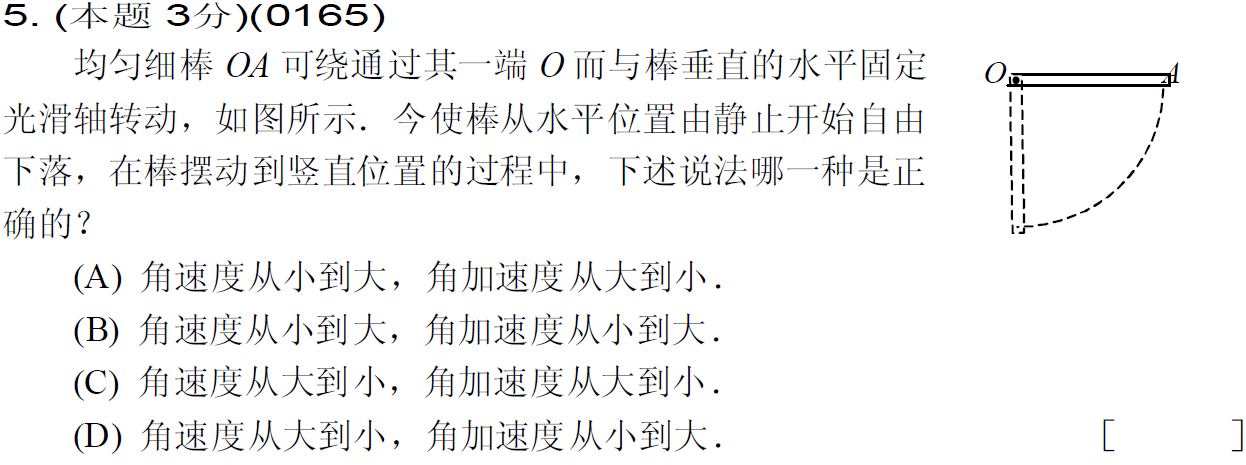 5. (本题 3分)(0165)
均匀细棒 OA 可绕通过其一端 O 而与棒垂直的水平固定
光滑轴转动，如图所示．今使棒从水平位置由静止开始自由
下落，在棒摆动到竖直位置的过程中，下述说法哪一种是正
确的？
O A
(A) 角速度从小到大，角加速度从大到小．
(B) 角速度从小到大，角加速度从小到大．
(C) 角速度从大到小，角加速度从大到小．
(D) 角速度从大到小，角加速度从小到大． [ ]